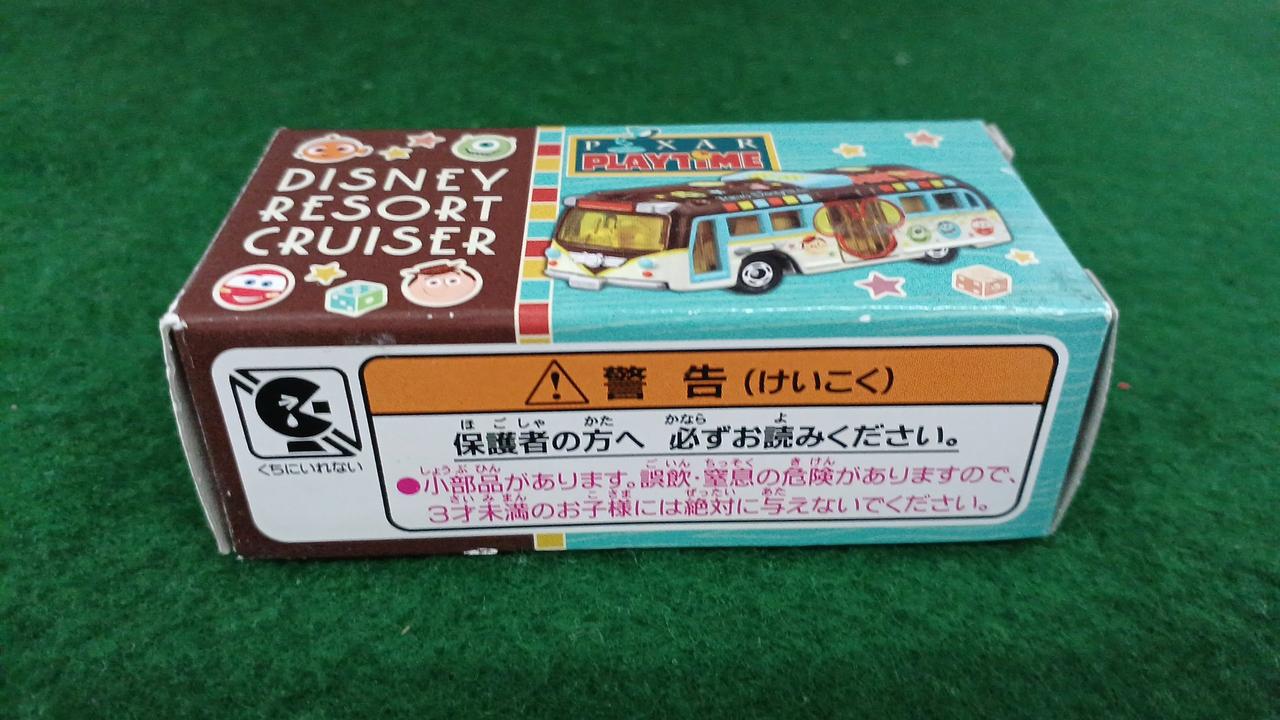 DISNEY
RESORT
CRUISER
PIXAR
PLAYTIME
警告(けいこく)
くちにいれない
ほごしゃ かた かなら よ
保護者の方へ 必ずお読みください。
しょうぶひん ごいん ちっそく きけん
●小部品があります。誤飲・窒息の危険がありますので、
さいみまん こさま ぜったい あた
3才未満のお子様には絶対に与えないでください。